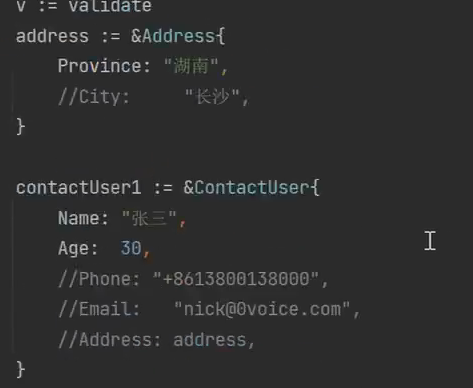 v := validate
address := &Address{
    Province: "湖南",
    //City:     "长沙",
}
contactUser1 := &ContactUser{
    Name: "张三",
    Age:  30,
    //Phone: "+8613800138000",
    //Email:   "nick@0voice.com",
    //Address: address,
}